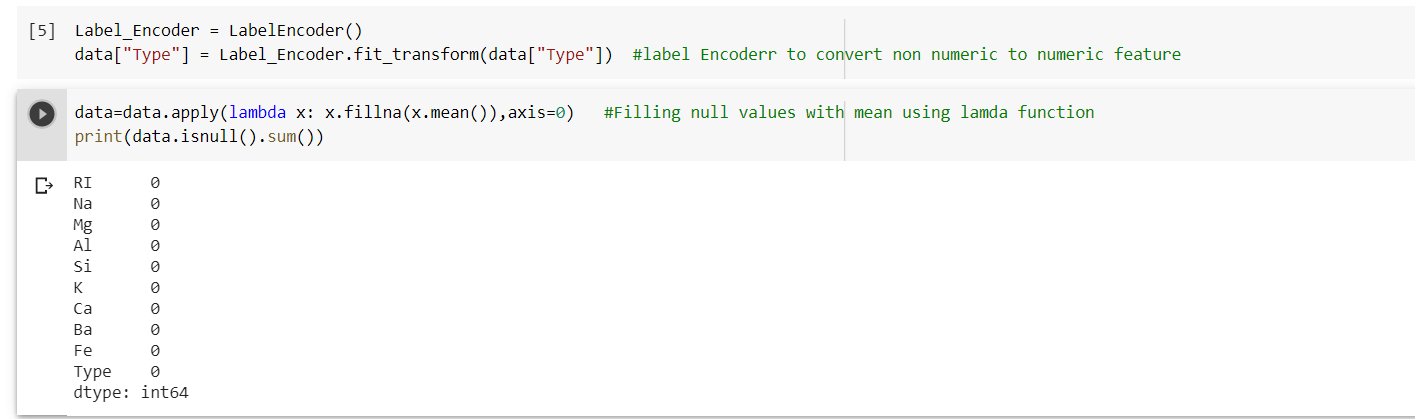 [5] Label_Encoder = LabelEncoder()
data["Type"] = Label_Encoder.fit_transform(data["Type"])  #label Encoderr to convert non numeric to numeric feature
data=data.apply(lambda x: x.fillna(x.mean()),axis=0)   #Filling null values with mean using lamda function
print(data.isnull().sum())
RI      0
Na      0
Mg      0
Al      0
Si      0
K       0
Ca      0
Ba      0
Fe      0
Type    0
dtype: int64